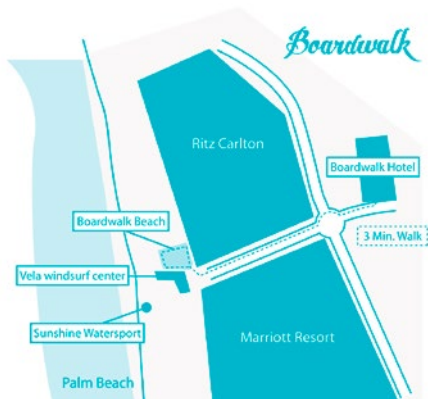 Boardwalk
Ritz Carlton
Boardwalk Hotel
Boardwalk Beach
3 Min. Walk
Vela windsurf center
Sunshine Watersport
Marriott Resort
Palm Beach